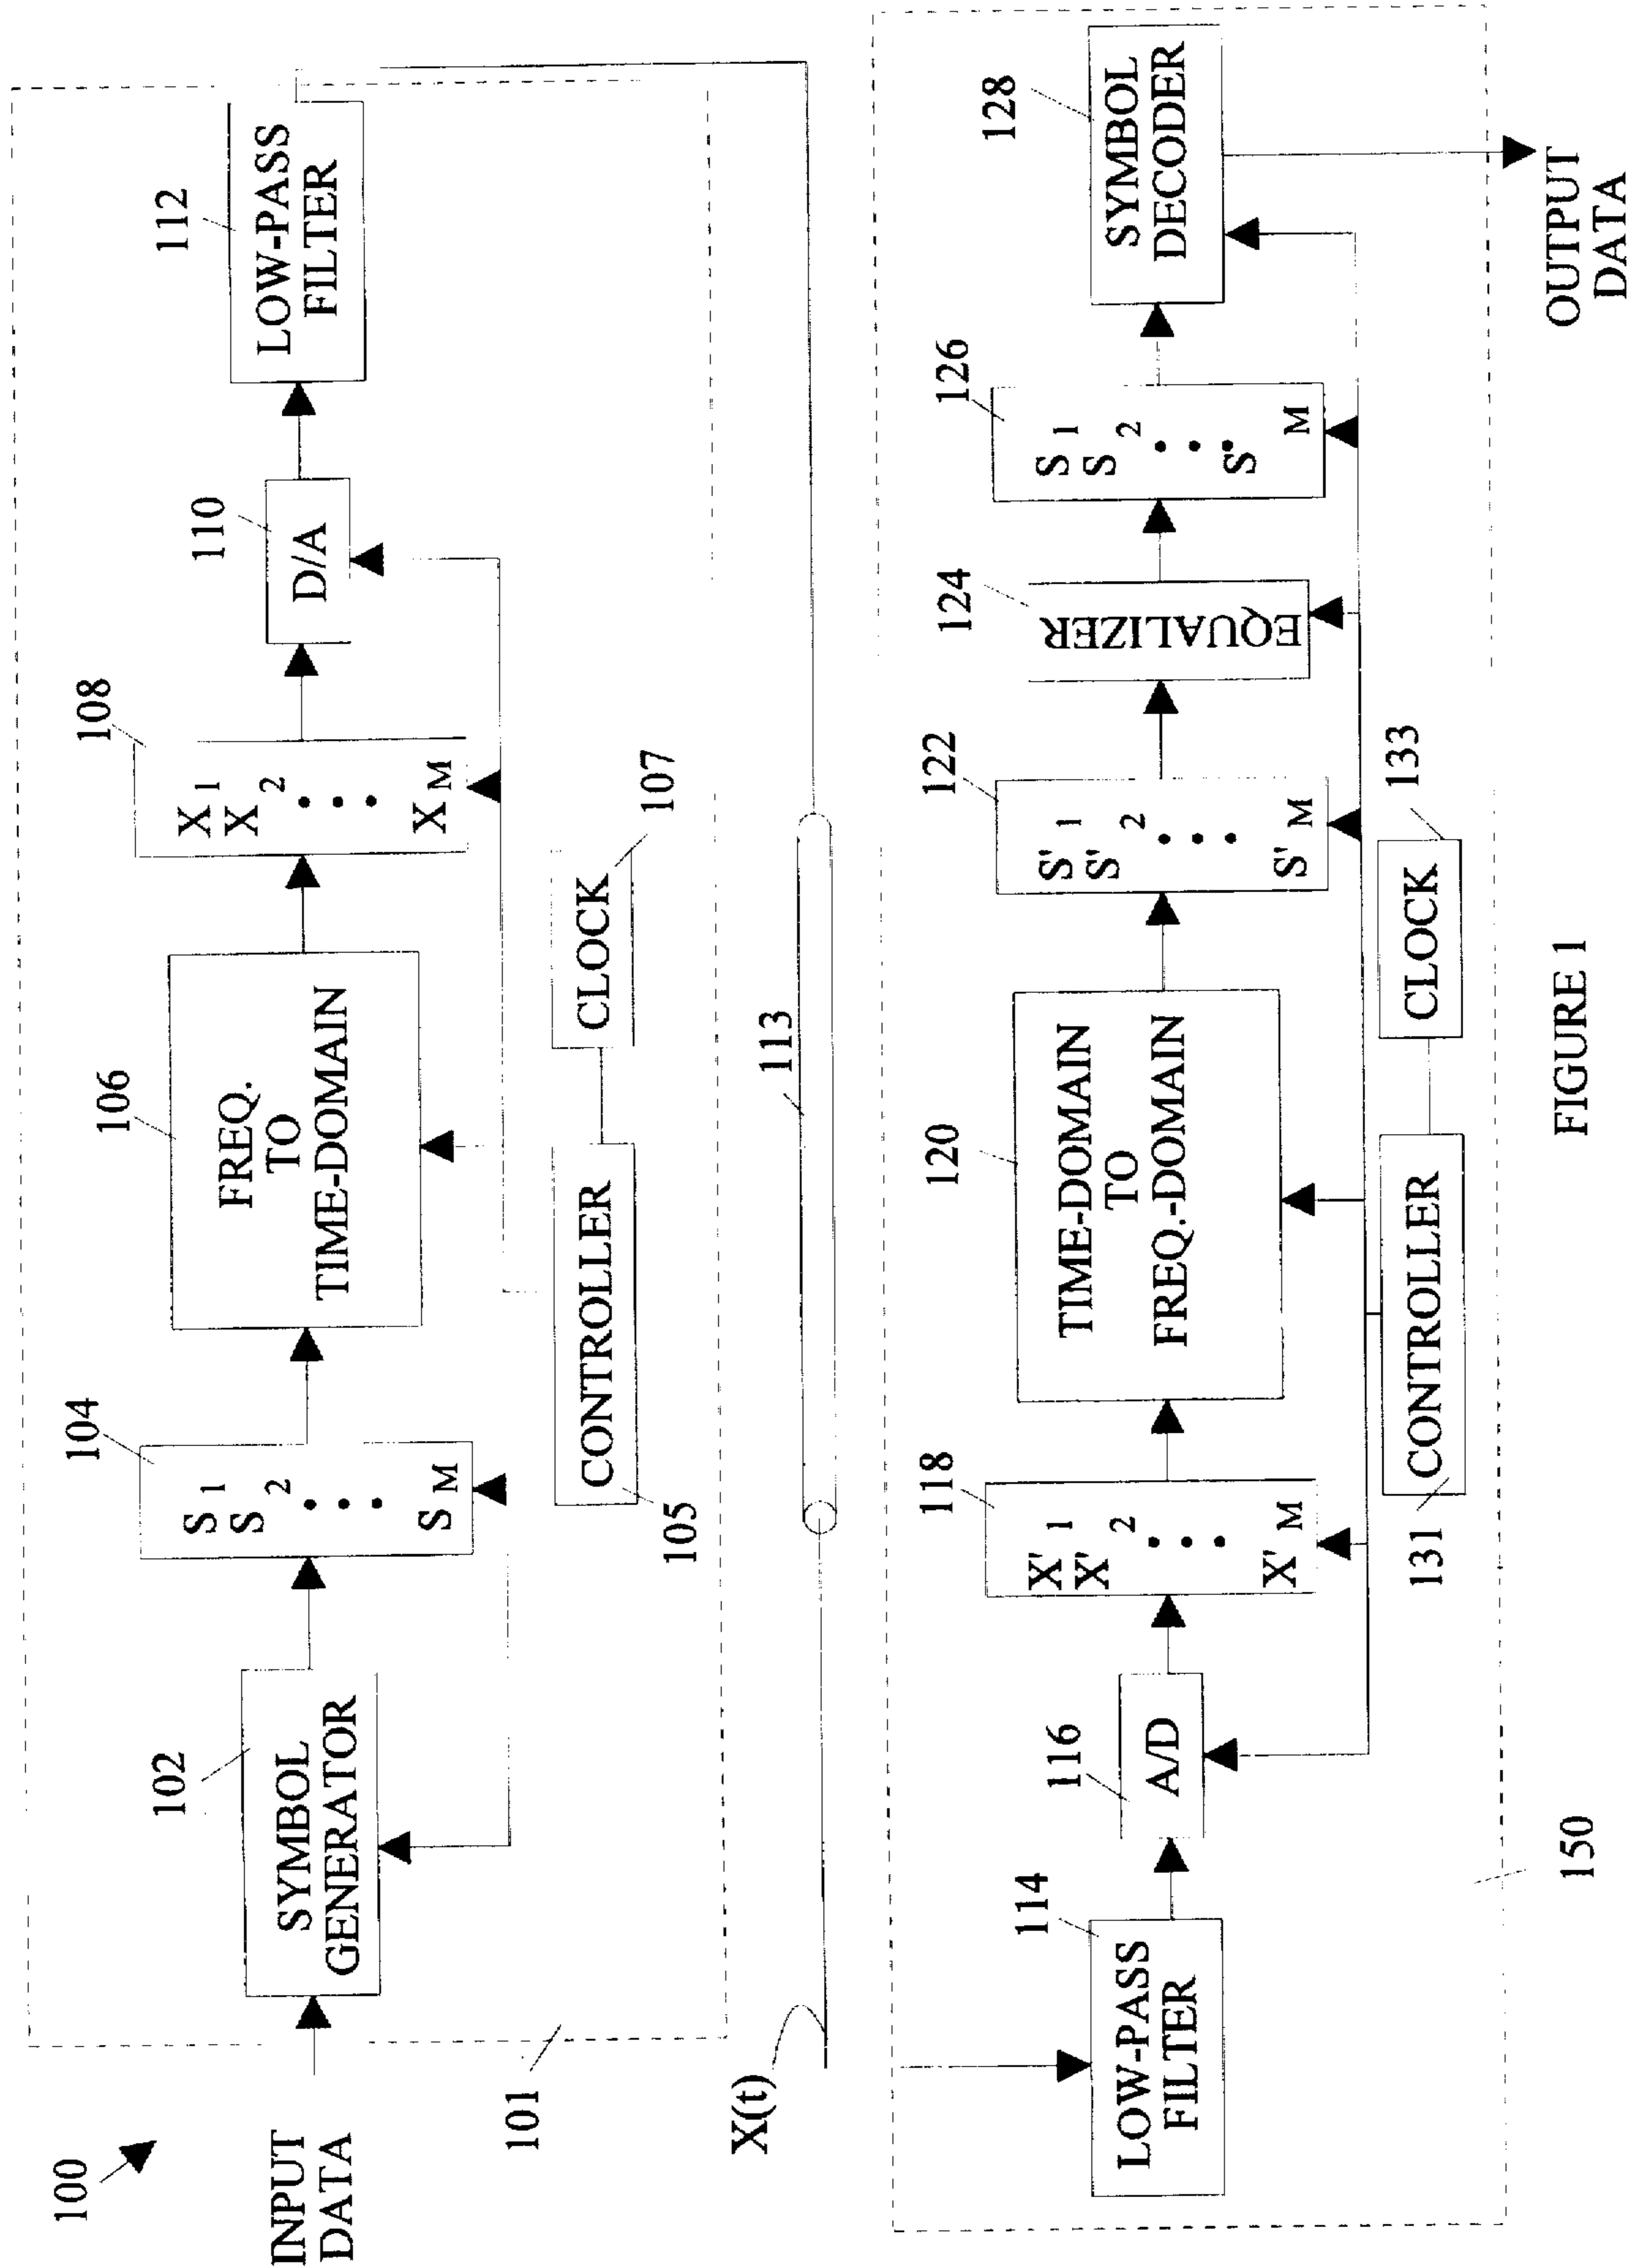 100
INPUT
DATA
101
102
SYMBOL
GENERATOR
104
S1
S2
SM
105
CONTROLLER
106
FREQ.
TO
TIME-DOMAIN
107
CLOCK
108
X1
X2
XM
110
D/A
112
LOW-PASS
FILTER
X(t)
113
114
LOW-PASS
FILTER
116
A/D
118
X'1
X'2
X'M
120
TIME-DOMAIN
TO
FREQ.-DOMAIN
122
S'1
S'2
S'M
124
EQUALIZER
126
S1
S2
SM
128
SYMBOL
DECODER
131
CONTROLLER
133
CLOCK
150
OUTPUT
DATA
FIGURE 1